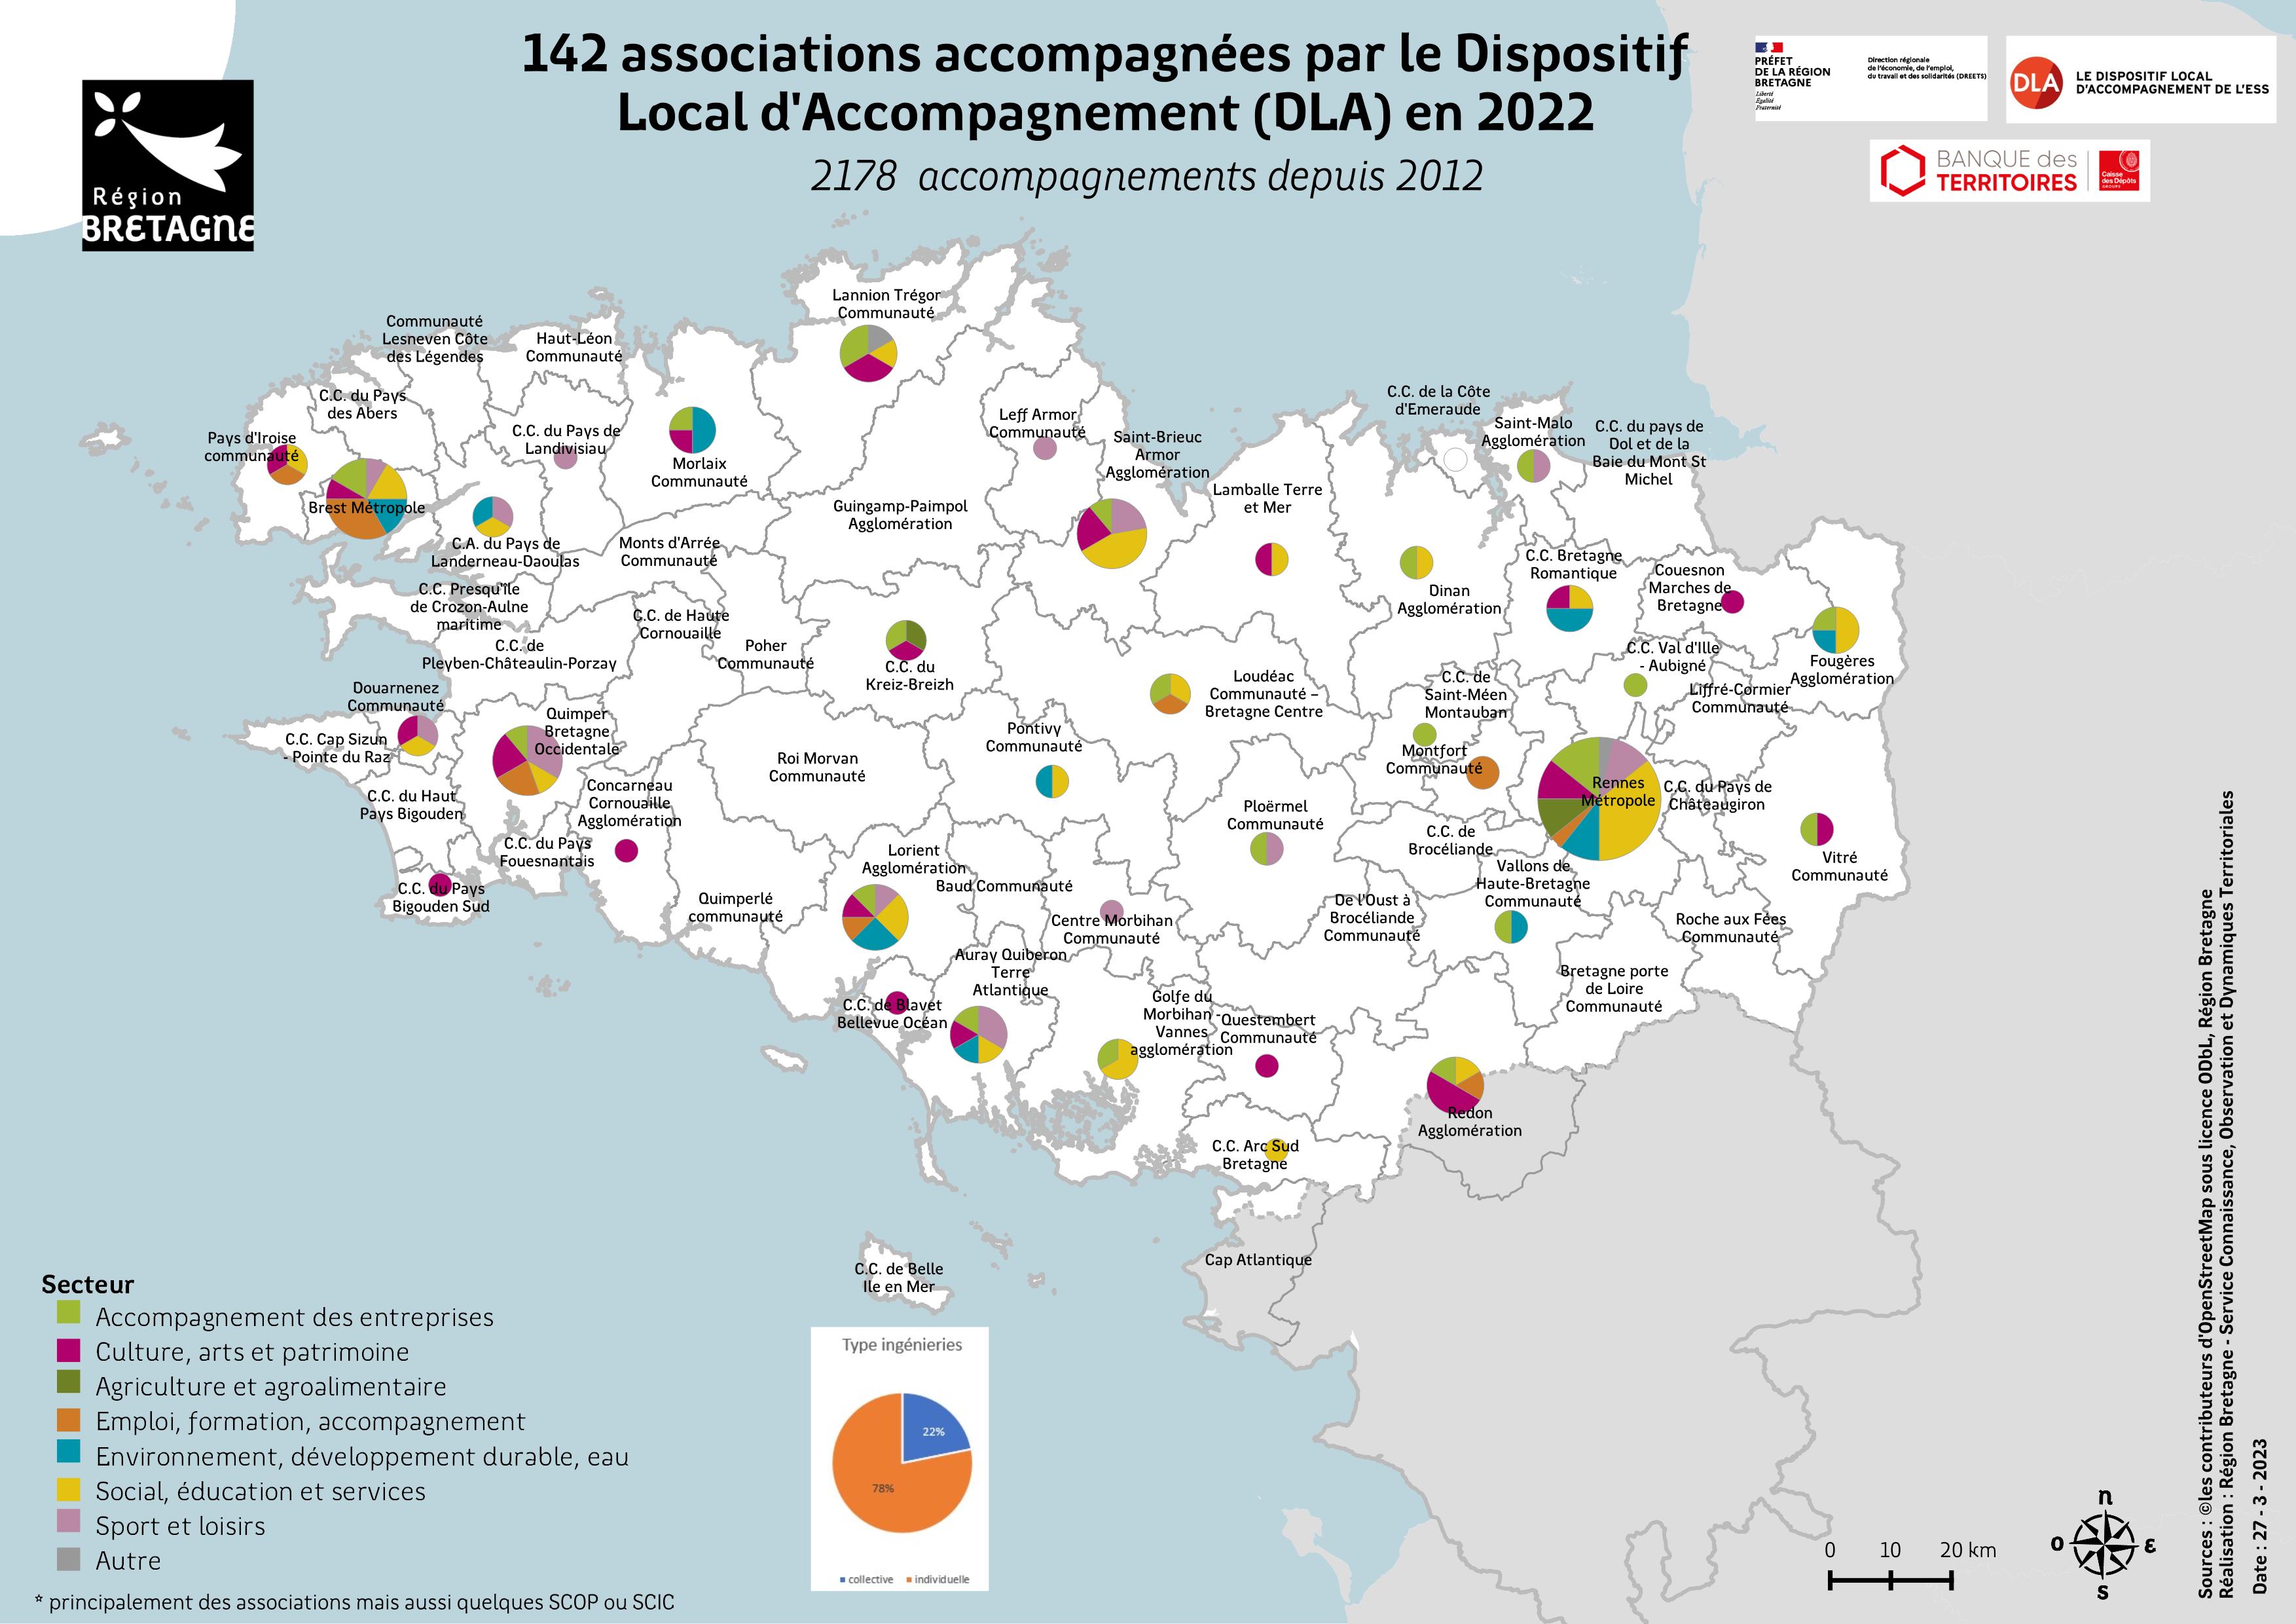 142 associations accompagnées par le Dispositif
Local d'Accompagnement (DLA) en 2022
2178 accompagnements depuis 2012
Région
BRETAGNE
PRÉFET
DE LA RÉGION
BRETAGNE
Liberté
Égalité
Fraternité
Direction régionale
de l'économie, de l'emploi,
du travail et des solidarités (DREETS)
DLA
LE DISPOSITIF LOCAL
D'ACCOMPAGNEMENT DE L'ESS
BANQUE des
TERRITOIRES
Caisse
des Dépôts
GROUPE
Lannion Trégor
Communauté
Communauté
Lesneven Côte
des Légendes
Haut-Léon
Communauté
C.C. du Pays
des Abers
Pays d'Iroise
communauté
C.C. du Pays de
Landivisiau
Morlaix
Communauté
Brest Métropole
C.A. du Pays de
Landerneau-Daoulas
Monts d'Arrée
Communauté
Guingamp-Paimpol
Agglomération
Leff Armor
Communauté
Saint-Brieuc
Armor
Agglomération
Lamballe Terre
et Mer
C.C. de la Côte
d'Emeraude
Saint-Malo
Agglomération
C.C. du pays de
Dol et de la
Baie du Mont St
Michel
Dinan
Agglomération
C.C. Bretagne
Romantique
Couesnon
Marches de
Bretagne
Fougères
Agglomération
C.C. Val d'Ille
- Aubigné
Liffré-Cormier
Communauté
C.C. Presqu'île
de Crozon-Aulne
maritime
C.C. de
Pleyben-Châteaulin-Porzay
C.C. de Haute
Cornouaille
Poher
Communauté
C.C. du
Kreiz-Breizh
Loudéac
Communauté –
Bretagne Centre
C.C. de
Saint-Méen
Montauban
Montfort
Communauté
Rennes
Métropole
C.C. du Pays de
Châteaugiron
Vitré
Communauté
Douarnenez
Communauté
C.C. Cap Sizun
- Pointe du Raz
Quimper
Bretagne
Occidentale
C.C. du Haut
Pays Bigouden
Concarneau
Cornouaille
Agglomération
C.C. du Pays
Fouesnantais
C.C. du Pays
Bigouden Sud
Roi Morvan
Communauté
Pontivy
Communauté
Ploërmel
Communauté
C.C. de
Brocéliande
Vallons de
Haute-Bretagne
Communauté
Quimperlé
communauté
Lorient
Agglomération
Baud Communauté
Centre Morbihan
Communauté
De l'Oust à
Brocéliande
Communauté
Roche aux Fées
Communauté
Bretagne porte
de Loire
Communauté
Auray Quiberon
Terre
Atlantique
C.C. de Blavet
Bellevue Océan
Golfe du
Morbihan -
Vannes
agglomération
Questembert
Communauté
Redon
Agglomération
C.C. Arc Sud
Bretagne
Cap Atlantique
C.C. de Belle
Ile en Mer
Secteur
Accompagnement des entreprises
Culture, arts et patrimoine
Agriculture et agroalimentaire
Emploi, formation, accompagnement
Environnement, développement durable, eau
Social, éducation et services
Sport et loisirs
Autre
* principalement des associations mais aussi quelques SCOP ou SCIC
Type ingénieries
22%
78%
collective individuelle
0 10 20 km
n
O ε
S
Sources : ©les contributeurs d'OpenStreetMap sous licence ODbL, Région Bretagne
Réalisation : Région Bretagne - Service Connaissance, Observation et Dynamiques Territoriales
Date : 27 - 3 - 2023